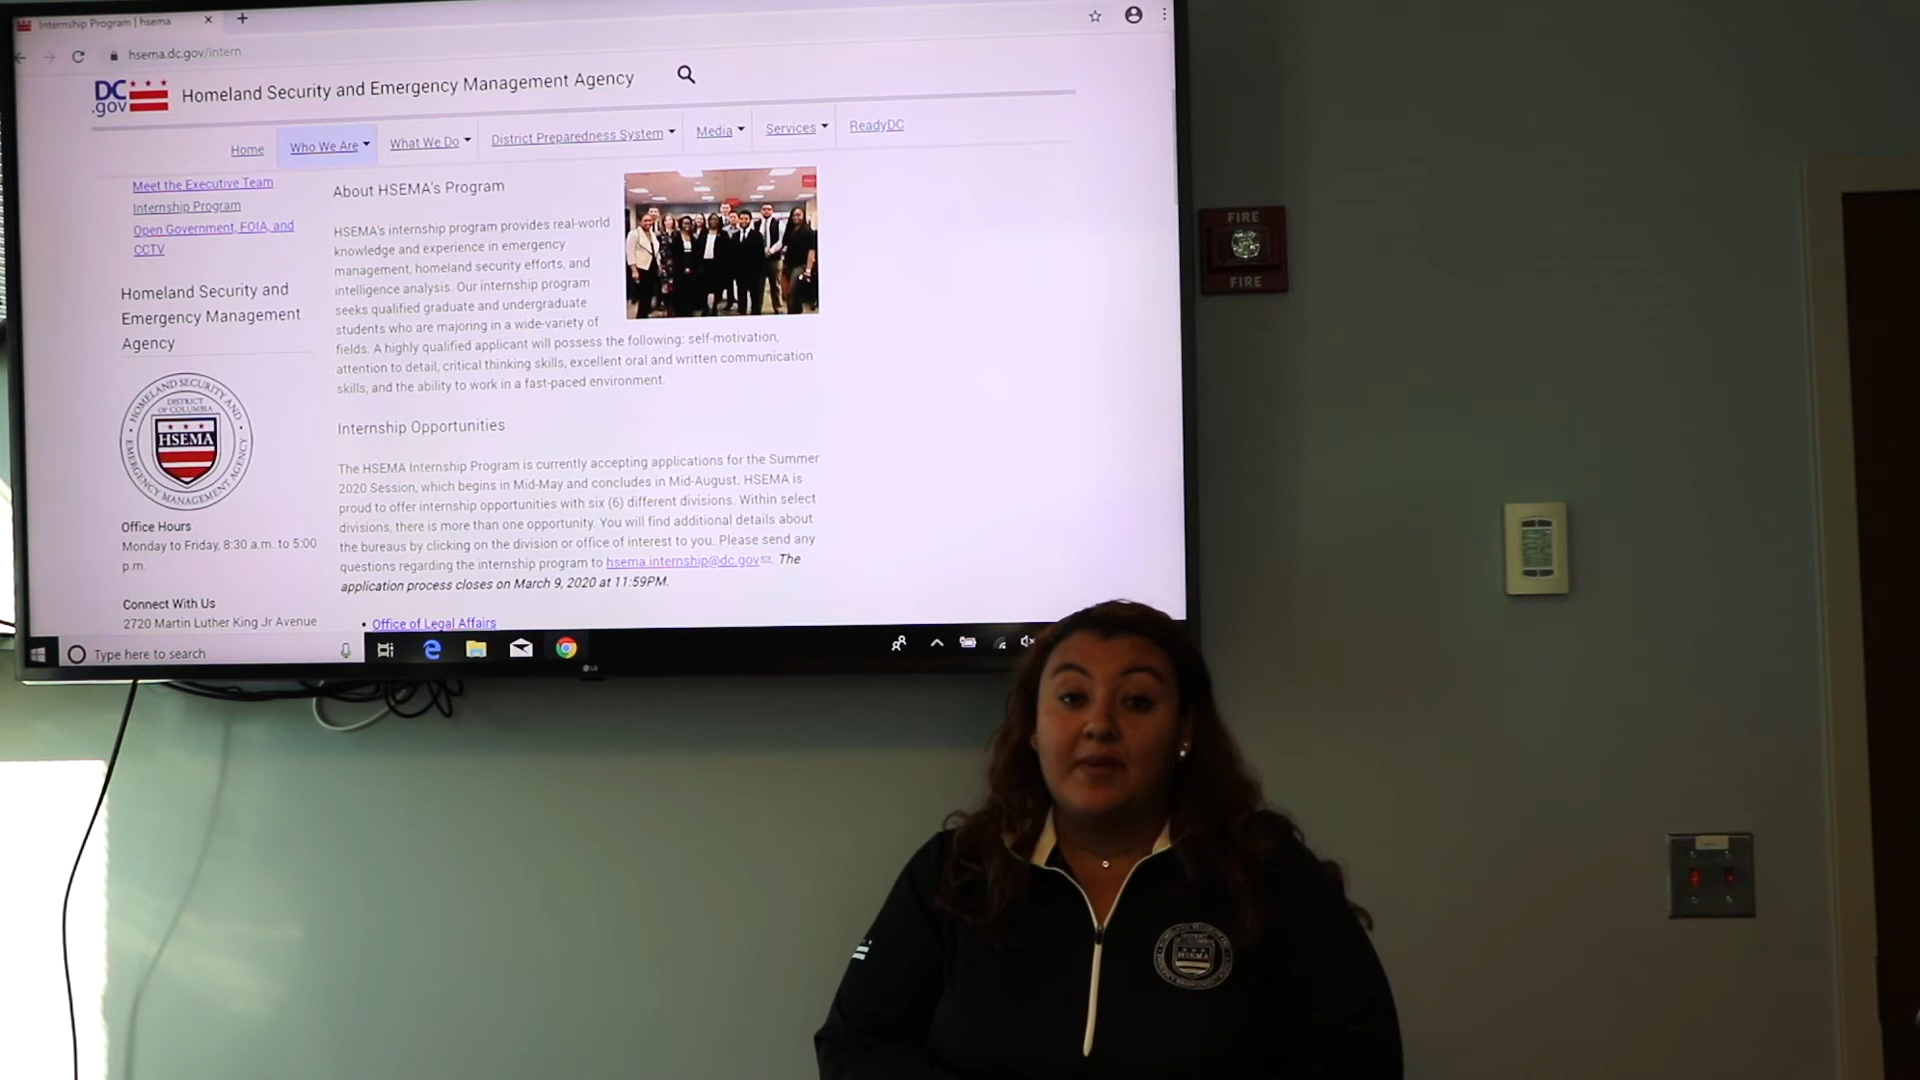 Internship Program | hsema
hsema.dc.gov/intern
DC
.gov
Homeland Security and Emergency Management Agency
Home
Who We Are
What We Do
District Preparedness System
Media
Services
ReadyDC
Meet the Executive Team
Internship Program
Open Government, FOIA, and
CCTV
Homeland Security and
Emergency Management
Agency
HOMELAND SECURITY AND
EMERGENCY MANAGEMENT AGENCY
DISTRICT
OF COLUMBIA
HSEMA
Office Hours
Monday to Friday, 8:30 a.m. to 5:00
p.m.
Connect With Us
2720 Martin Luther King Jr Avenue
About HSEMA's Program
HSEMA's internship program provides real-world
knowledge and experience in emergency
management, homeland security efforts, and
intelligence analysis. Our internship program
seeks qualified graduate and undergraduate
students who are majoring in a wide-variety of
fields. A highly qualified applicant will possess the following: self-motivation,
attention to detail, critical thinking skills, excellent oral and written communication
skills, and the ability to work in a fast-paced environment.
Internship Opportunities
The HSEMA Internship Program is currently accepting applications for the Summer
2020 Session, which begins in Mid-May and concludes in Mid-August. HSEMA is
proud to offer internship opportunities with six (6) different divisions. Within select
divisions, there is more than one opportunity. You will find additional details about
the bureaus by clicking on the division or office of interest to you. Please send any
questions regarding the internship program to hsema.internship@dc.gov. The
application process closes on March 9, 2020 at 11:59PM.
• Office of Legal Affairs
Type here to search
LG
FIRE
FIRE
HSEMA